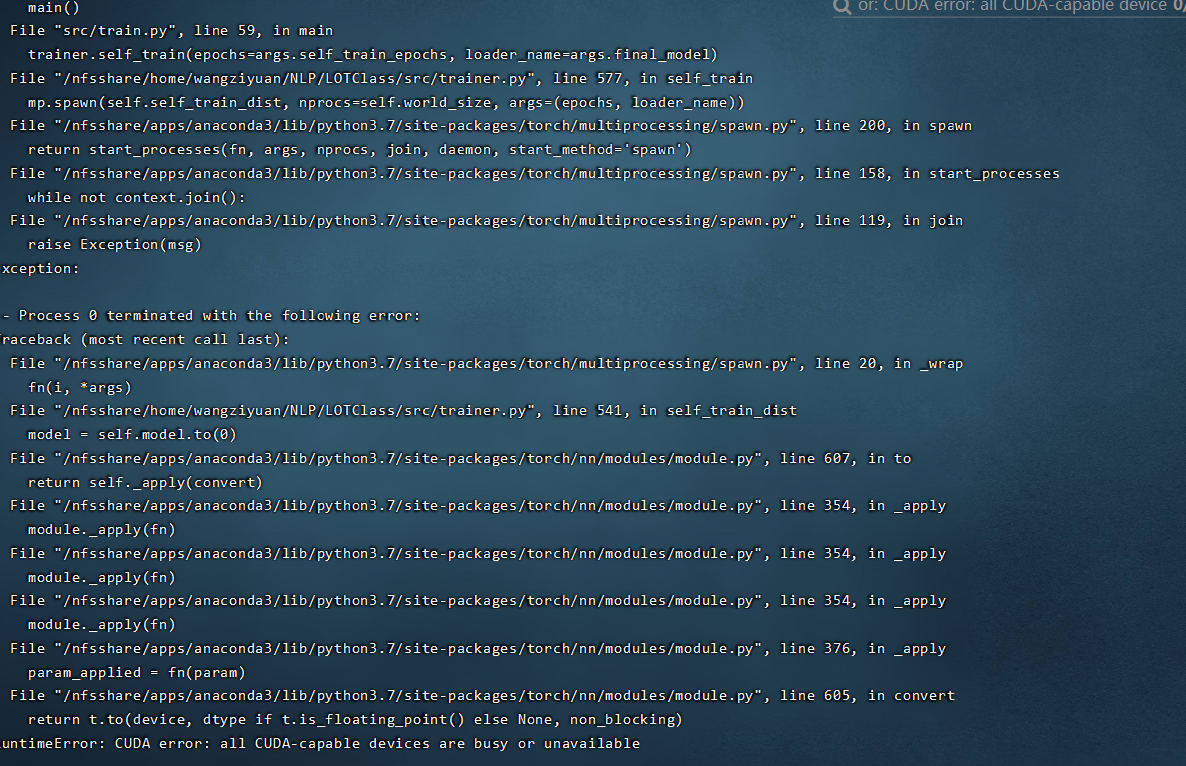 main()
or: CUDA error: all CUDA-capable device 0/
File "src/train.py", line 59, in main
trainer.self_train(epochs=args.self_train_epochs, loader_name=args.final_model)
File "/nfsshare/home/wangziyuan/NLP/LOTClass/src/trainer.py", line 577, in self_train
mp.spawn(self.self_train_dist, nprocs=self.world_size, args=(epochs, loader_name))
File "/nfsshare/apps/anaconda3/lib/python3.7/site-packages/torch/multiprocessing/spawn.py", line 200, in spawn
return start_processes(fn, args, nprocs, join, daemon, start_method='spawn')
File "/nfsshare/apps/anaconda3/lib/python3.7/site-packages/torch/multiprocessing/spawn.py", line 158, in start_processes
while not context.join():
File "/nfsshare/apps/anaconda3/lib/python3.7/site-packages/torch/multiprocessing/spawn.py", line 119, in join
raise Exception(msg)
xception:
- Process 0 terminated with the following error:
raceback (most recent call last):
File "/nfsshare/apps/anaconda3/lib/python3.7/site-packages/torch/multiprocessing/spawn.py", line 20, in _wrap
fn(i, *args)
File "/nfsshare/home/wangziyuan/NLP/LOTClass/src/trainer.py", line 541, in self_train_dist
model = self.model.to(0)
File "/nfsshare/apps/anaconda3/lib/python3.7/site-packages/torch/nn/modules/module.py", line 607, in to
return self._apply(convert)
File "/nfsshare/apps/anaconda3/lib/python3.7/site-packages/torch/nn/modules/module.py", line 354, in _apply
module._apply(fn)
File "/nfsshare/apps/anaconda3/lib/python3.7/site-packages/torch/nn/modules/module.py", line 354, in _apply
module._apply(fn)
File "/nfsshare/apps/anaconda3/lib/python3.7/site-packages/torch/nn/modules/module.py", line 354, in _apply
module._apply(fn)
File "/nfsshare/apps/anaconda3/lib/python3.7/site-packages/torch/nn/modules/module.py", line 376, in _apply
param_applied = fn(param)
File "/nfsshare/apps/anaconda3/lib/python3.7/site-packages/torch/nn/modules/module.py", line 605, in convert
return t.to(device, dtype if t.is_floating_point() else None, non_blocking)
untimeError: CUDA error: all CUDA-capable devices are busy or unavailable